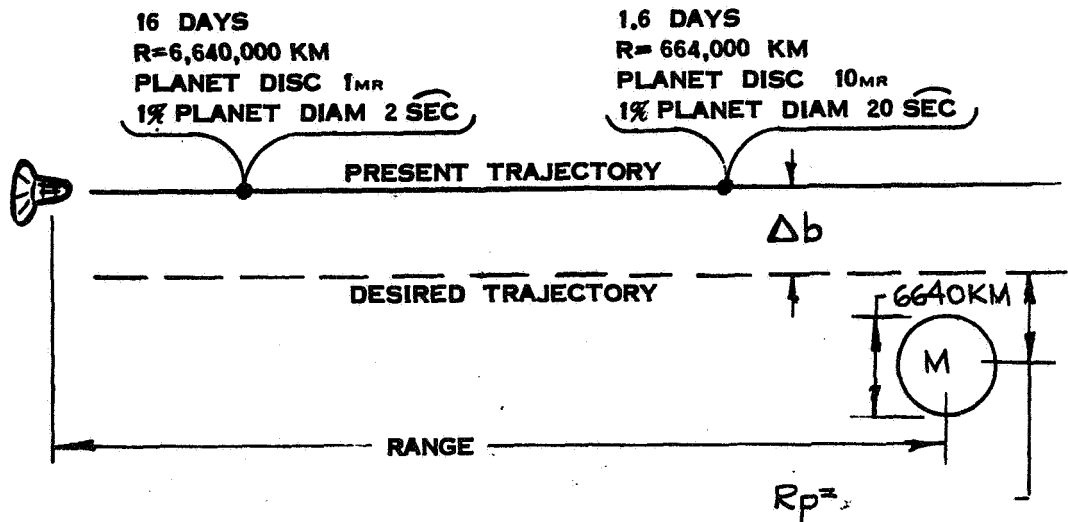 16 DAYS
R=6,640,000 KM
PLANET DISC 1MR
1% PLANET DIAM 2 SEC
1.6 DAYS
R= 664,000 KM
PLANET DISC 10MR
1% PLANET DIAM 20 SEC
PRESENT TRAJECTORY
Δb
DESIRED TRAJECTORY
6640KM
M
RANGE
Rp=